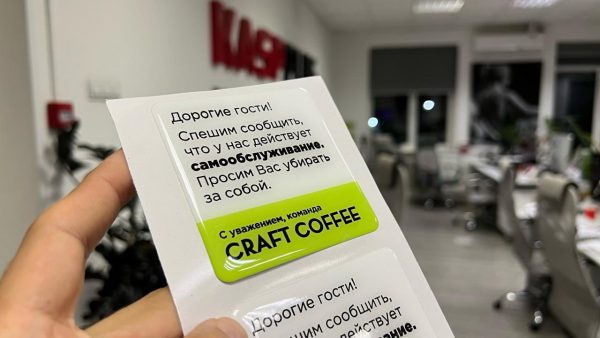 Дорогие гости!
Спешим сообщить,
что у нас действует
самообслуживание.
Просим Вас убирать
за собой.
С уважением, команда
CRAFT COFFEE
Дорогие гости!